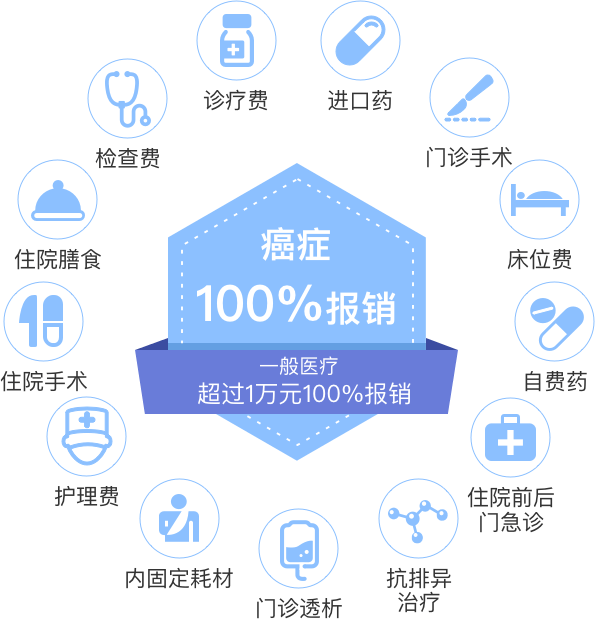 诊疗费
进口药
检查费
门诊手术
住院膳食
床位费
癌症
100%报销
一般医疗
超过1万元100%报销
住院手术
自费药
护理费
住院前后
门急诊
内固定耗材
抗排异
治疗
门诊透析